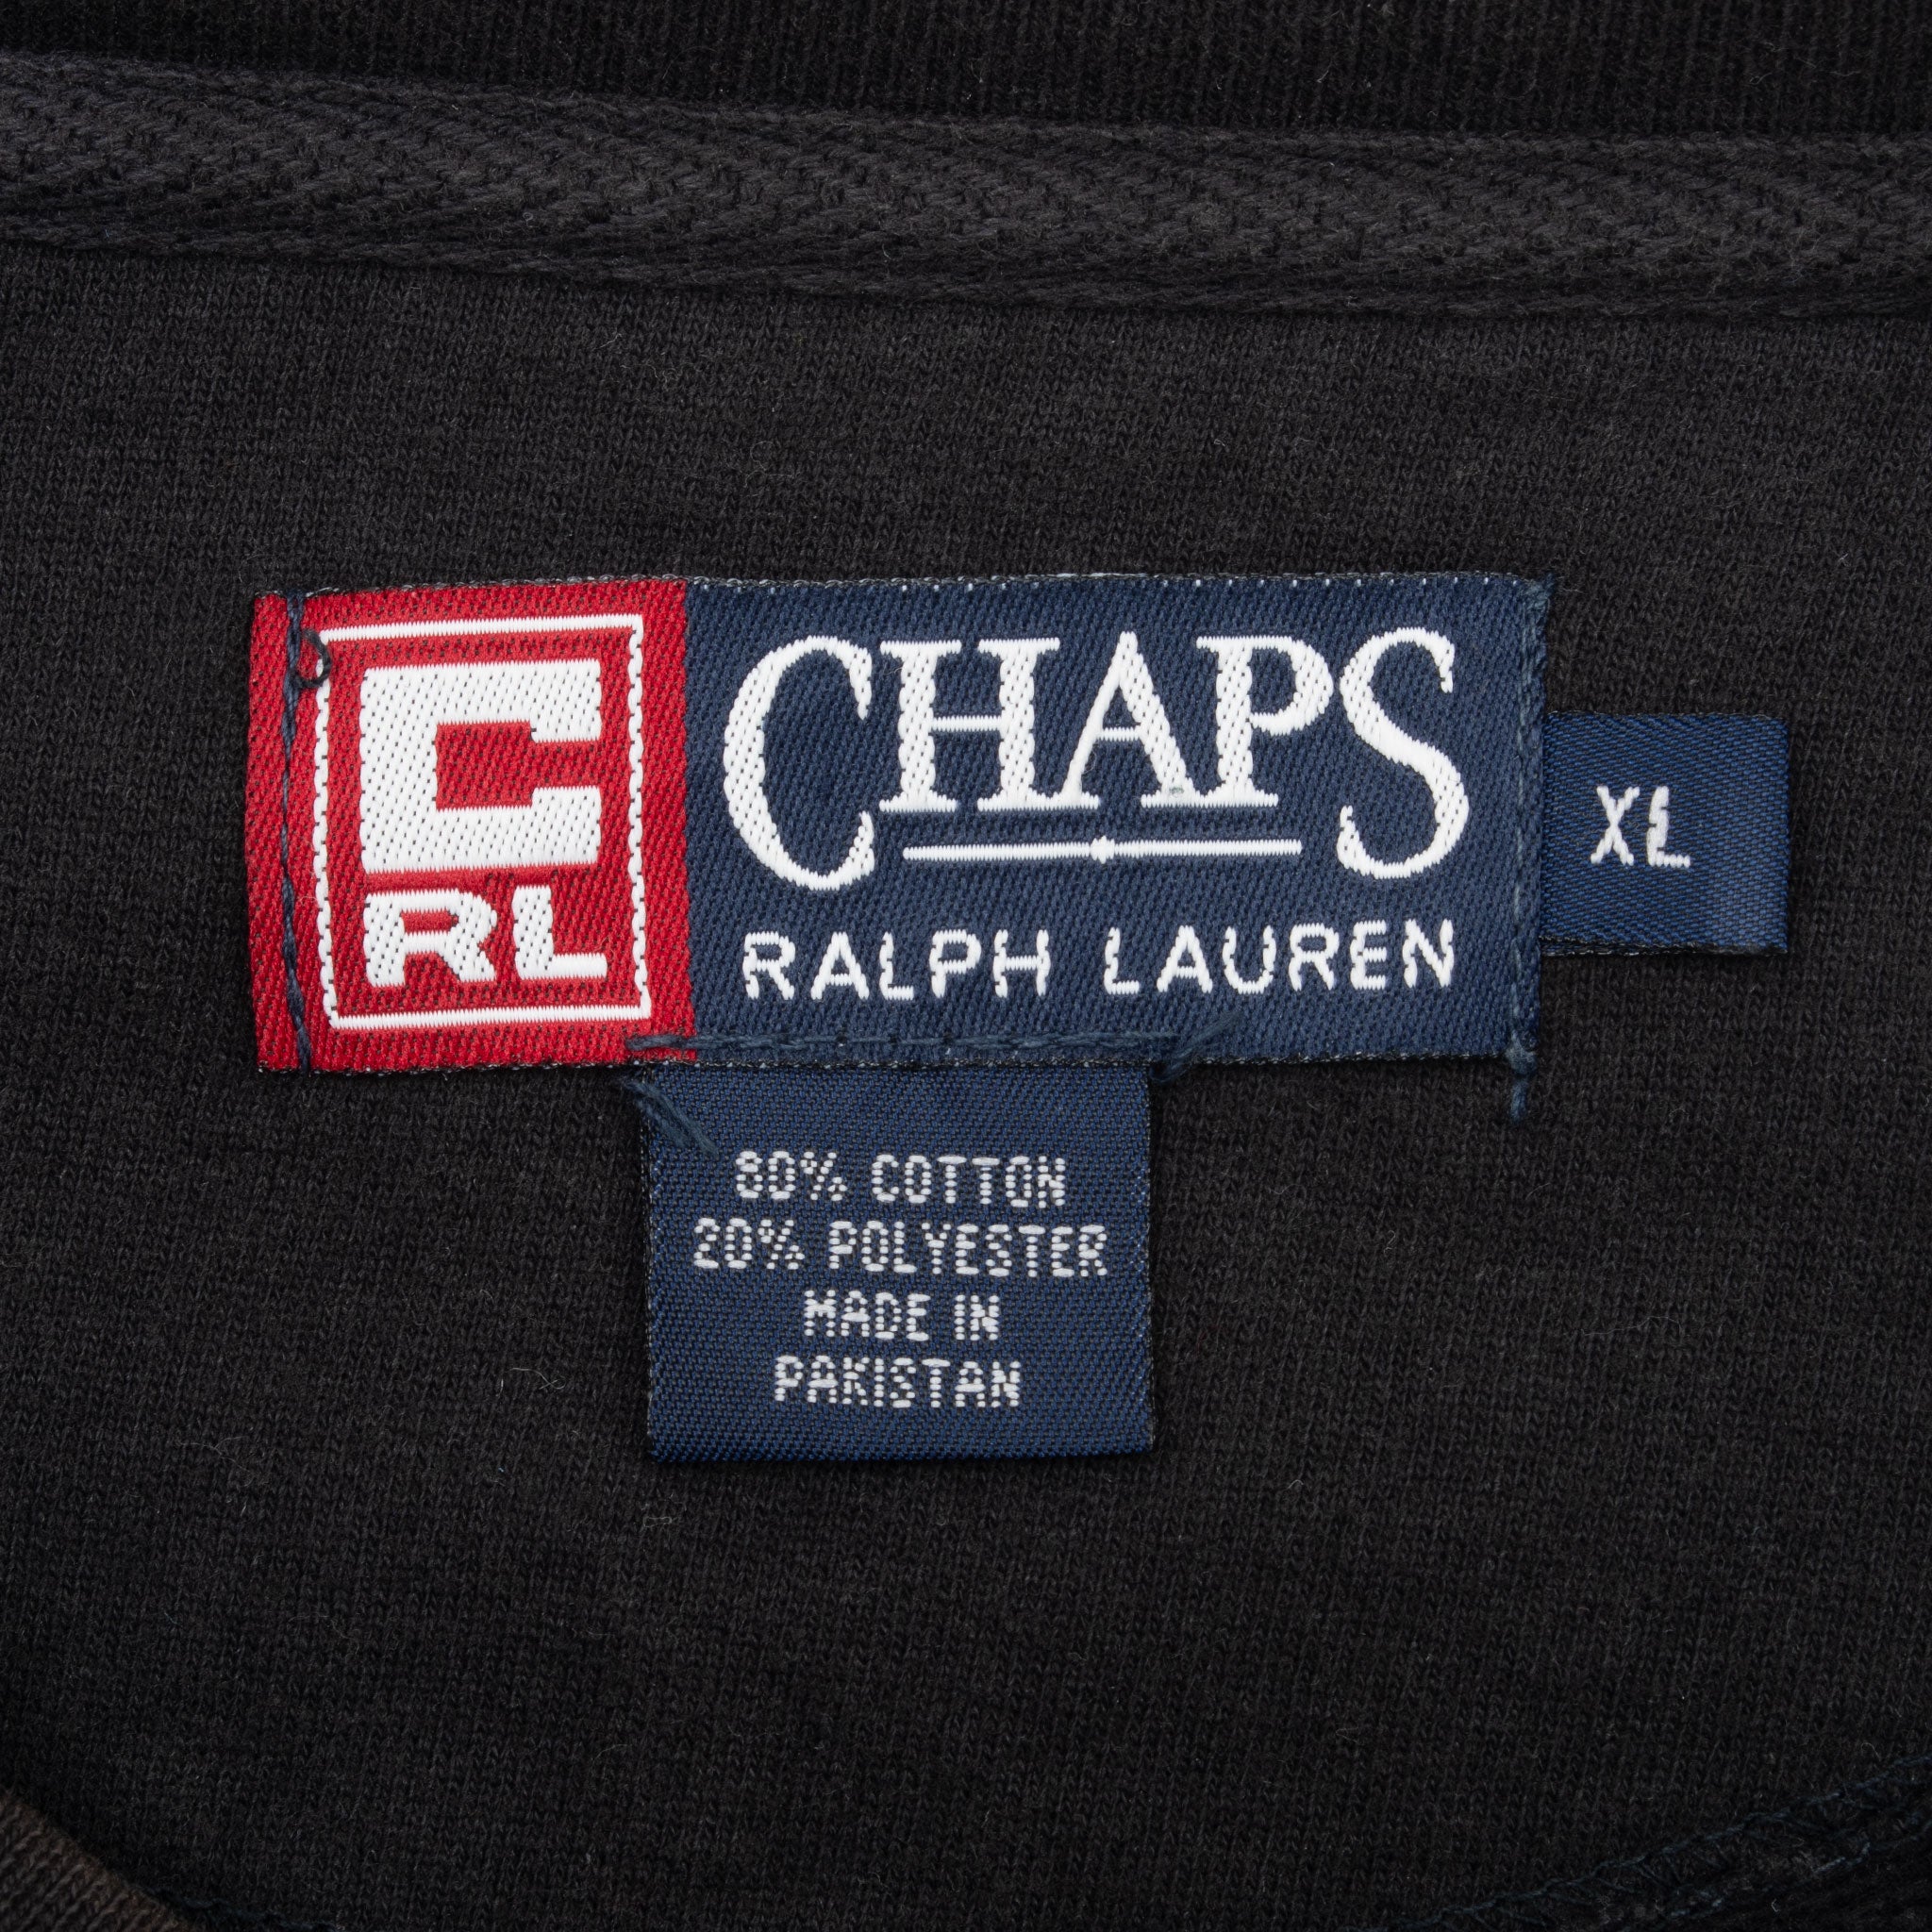 C
RL
CHAPS
RALPH LAUREN
XL
80% COTTON
20% POLYESTER
MADE IN
PAKISTAN